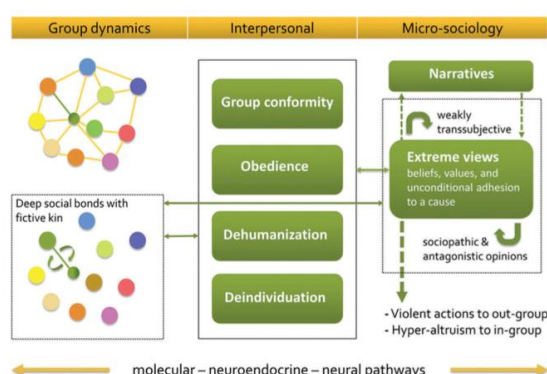 Group dynamics
Interpersonal
Micro-sociology
Deep social bonds with
fictive kin
Group conformity
Obedience
Dehumanization
Deindividuation
Narratives
weakly
transubjective
Extreme views
beliefs, values, and
unconditional adhesion
to a cause
sociopathic &
antagonistic opinions
- Violent actions to out-group
- Hyper-altruism to in-group
molecular – neuroendocrine – neural pathways